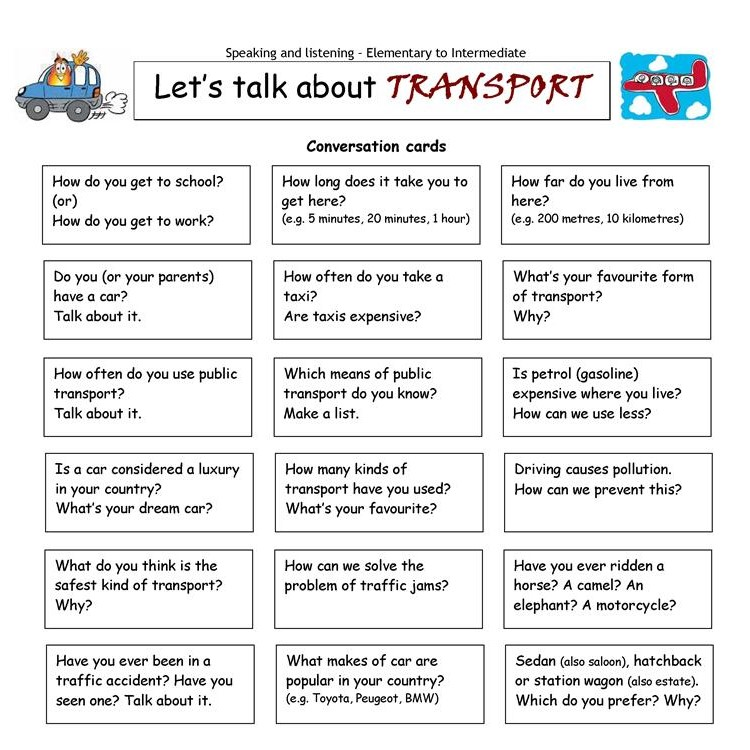 Speaking and listening - Elementary to Intermediate
Let's talk about TRANSPORT
Conversation cards
How do you get to school?
(or)
How do you get to work?
How long does it take you to
get here?
(e.g. 5 minutes, 20 minutes, 1 hour)
How far do you live from
here?
(e.g. 200 metres, 10 kilometres)
Do you (or your parents)
have a car?
Talk about it.
How often do you take a
taxi?
Are taxis expensive?
What's your favourite form
of transport?
Why?
How often do you use public
transport?
Talk about it.
Which means of public
transport do you know?
Make a list.
Is petrol (gasoline)
expensive where you live?
How can we use less?
Is a car considered a luxury
in your country?
What's your dream car?
How many kinds of
transport have you used?
What's your favourite?
Driving causes pollution.
How can we prevent this?
What do you think is the
safest kind of transport?
Why?
How can we solve the
problem of traffic jams?
Have you ever ridden a
horse? A camel? An
elephant? A motorcycle?
Have you ever been in a
traffic accident? Have you
seen one? Talk about it.
What makes of car are
popular in your country?
(e.g. Toyota, Peugeot, BMW)
Sedan (also saloon), hatchback
or station wagon (also estate).
Which do you prefer? Why?